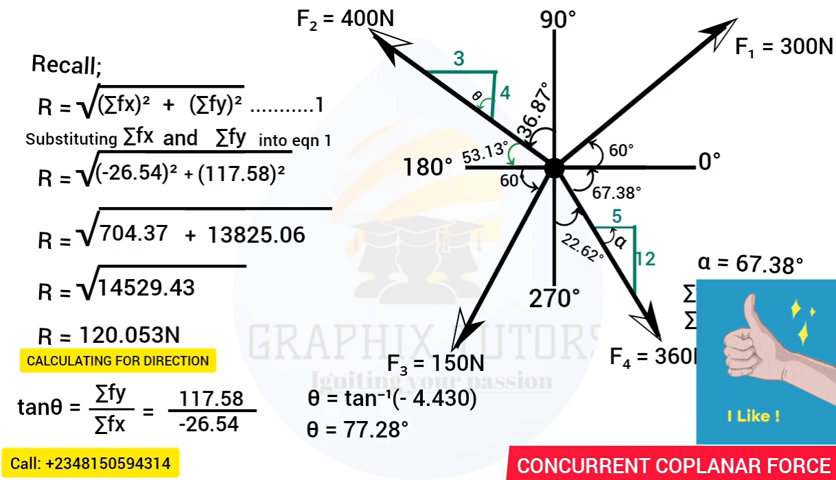 F₂ = 400N
90°
F₁ = 300N
Recall;
3
4
θ
36.87°
R = √(∑fx)² + (∑fy)² ...........1
Substituting ∑fx and ∑fy into eqn 1
53.13°
60°
180°
0°
R = √(-26.54)² + (117.58)²
60°
67.38°
5
α
12
22.62°
R = √704.37 + 13825.06
α = 67.38°
R = √14529.43
270°
∑
∑
GRAPHIX TUTORS
R = 120.053N
F₃ = 150N
F₄ = 360
Igniting your passion
CALCULATING FOR DIRECTION
tanθ = ∑fy/∑fx = 117.58/-26.54
θ = tan⁻¹(- 4.430)
θ = 77.28°
I Like !
Call: +2348150594314
CONCURRENT COPLANAR FORCE